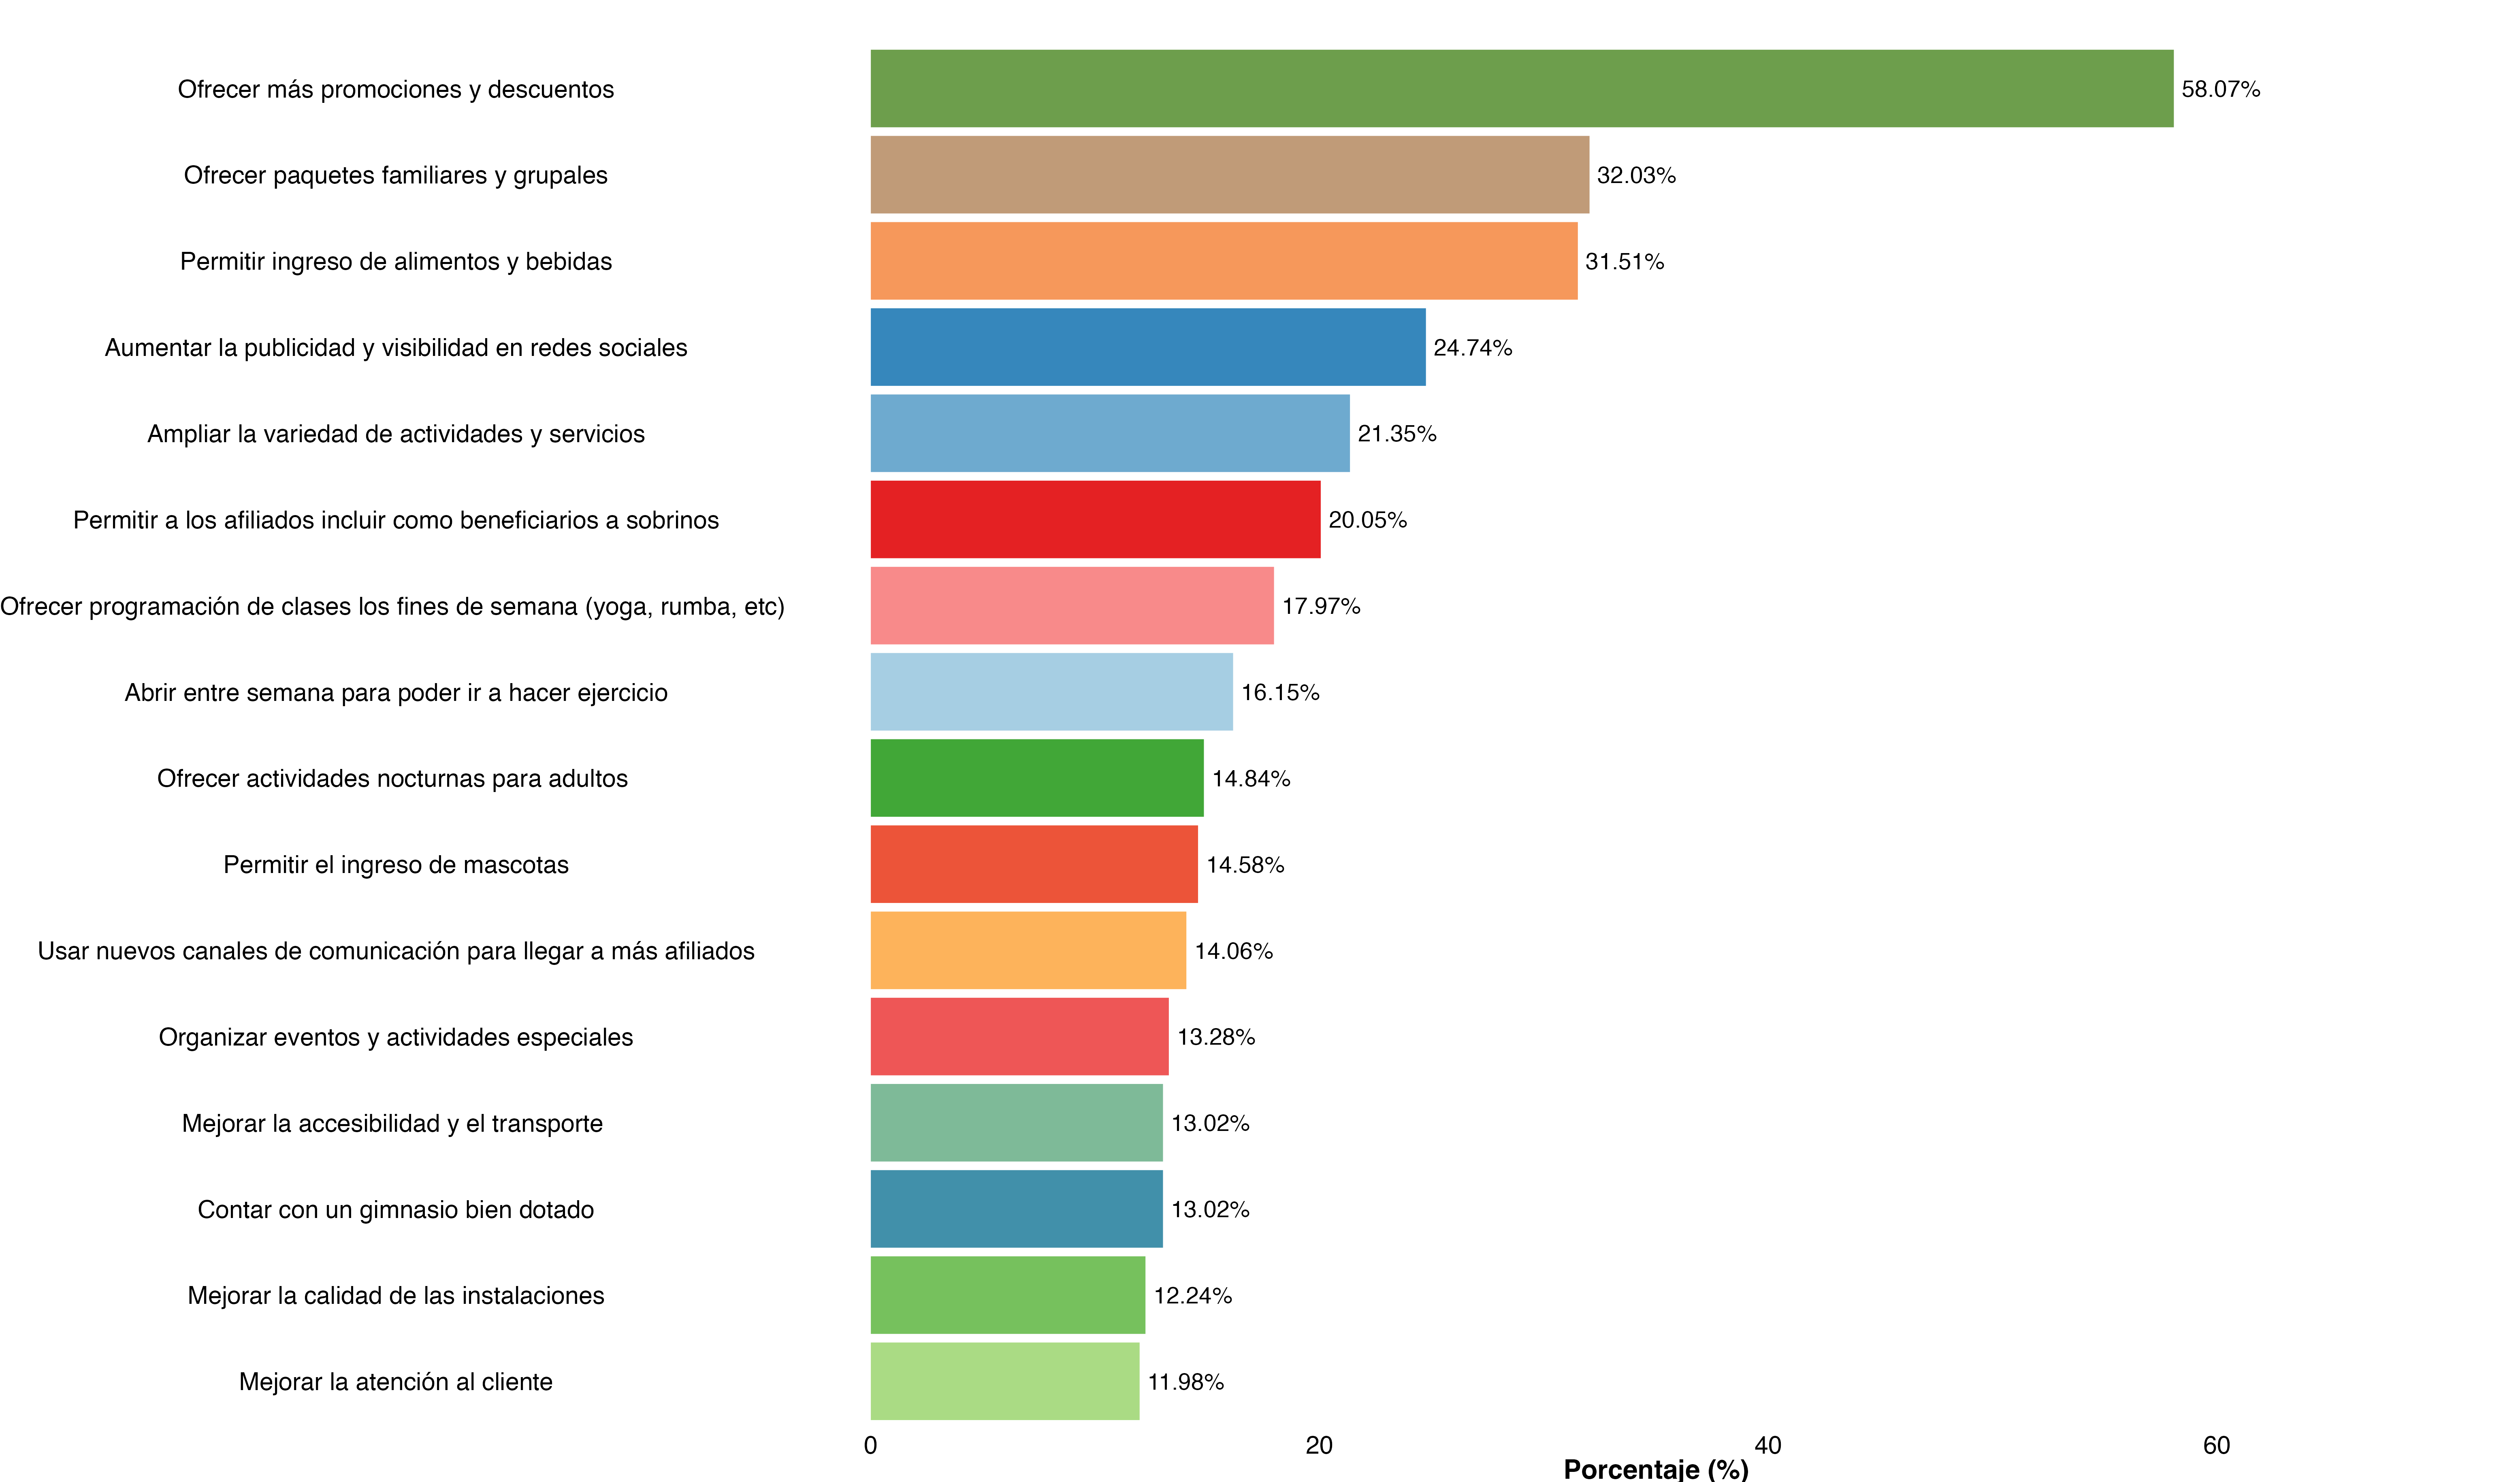 Ofrecer más promociones y descuentos 58.07%
Ofrecer paquetes familiares y grupales 32.03%
Permitir ingreso de alimentos y bebidas 31.51%
Aumentar la publicidad y visibilidad en redes sociales 24.74%
Ampliar la variedad de actividades y servicios 21.35%
Permitir a los afiliados incluir como beneficiarios a sobrinos 20.05%
Ofrecer programación de clases los fines de semana (yoga, rumba, etc) 17.97%
Abrir entre semana para poder ir a hacer ejercicio 16.15%
Ofrecer actividades nocturnas para adultos 14.84%
Permitir el ingreso de mascotas 14.58%
Usar nuevos canales de comunicación para llegar a más afiliados 14.06%
Organizar eventos y actividades especiales 13.28%
Mejorar la accesibilidad y el transporte 13.02%
Contar con un gimnasio bien dotado 13.02%
Mejorar la calidad de las instalaciones 12.24%
Mejorar la atención al cliente 11.98%
0 20 40 60
Porcentaje (%)